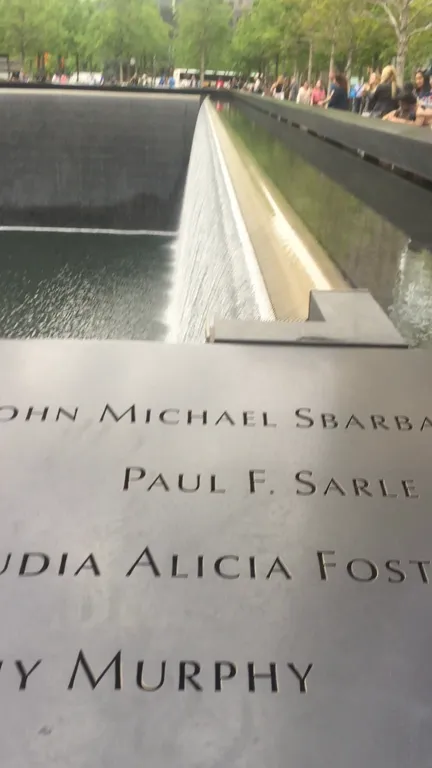 OHN MICHAEL SBARBA
PAUL F. SARLE
UDIA ALICIA FOST
Y MURPHY